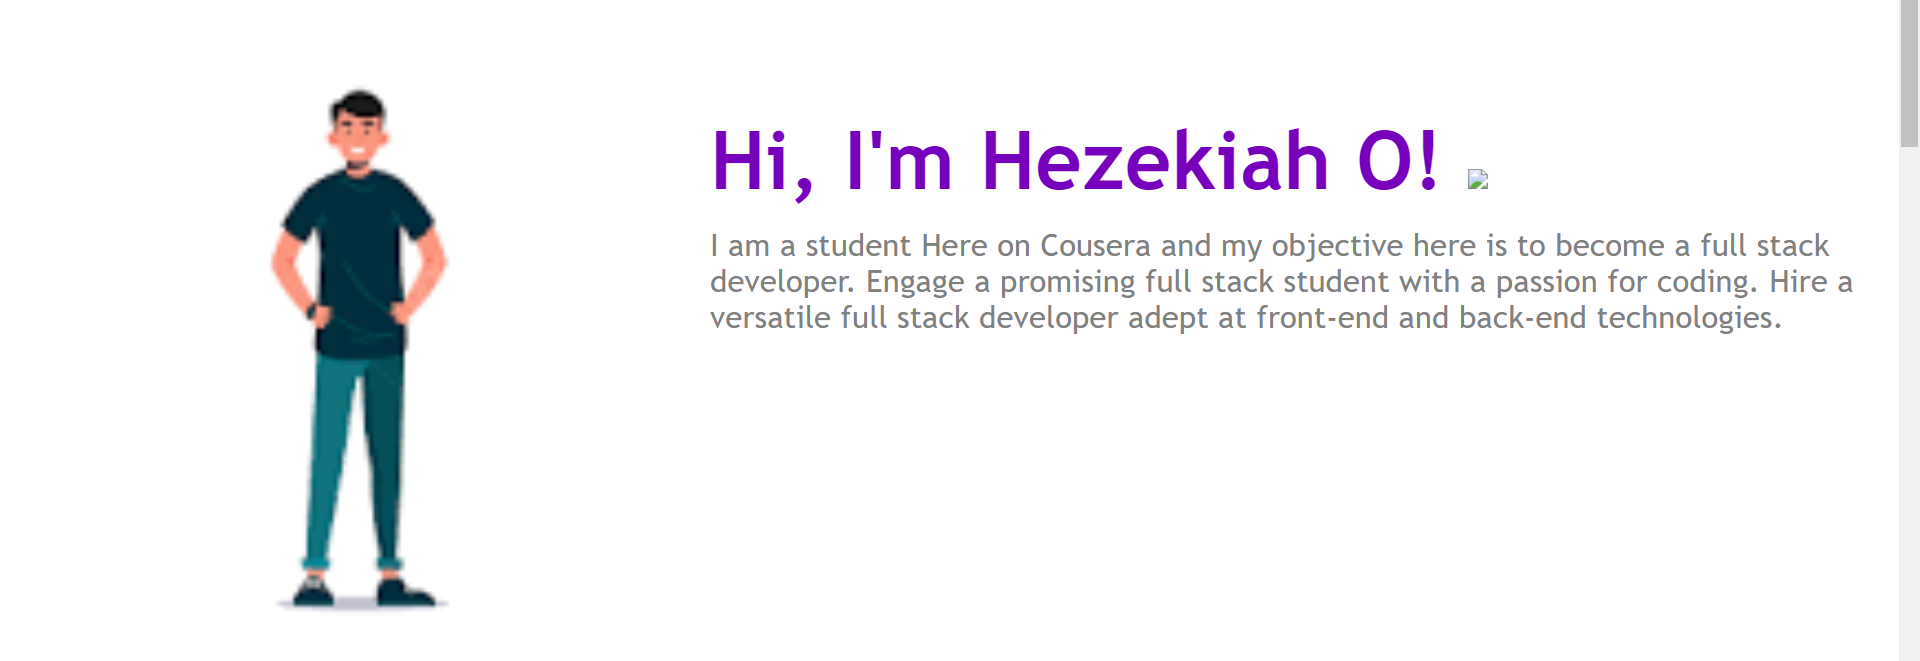 Hi, I'm Hezekiah O!
I am a student Here on Cousera and my objective here is to become a full stack
developer. Engage a promising full stack student with a passion for coding. Hire a
versatile full stack developer adept at front-end and back-end technologies.